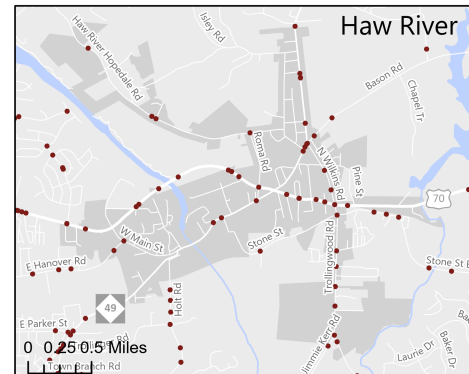 Haw River
Haw River Hopedale Rd
Isley Rd
Bason Rd
Chapel Tr
Roma Rd
N Wilkins Rd
Pine St
70
W Main St
Stone St
Trollingwood Rd
E Hanover Rd
Stone St E
49
Holt Rd
E Parker St
Jimmie Kerr Rd
Laurie Dr
Baker Dr
0 0.25 0.5 Miles
Town Branch Rd